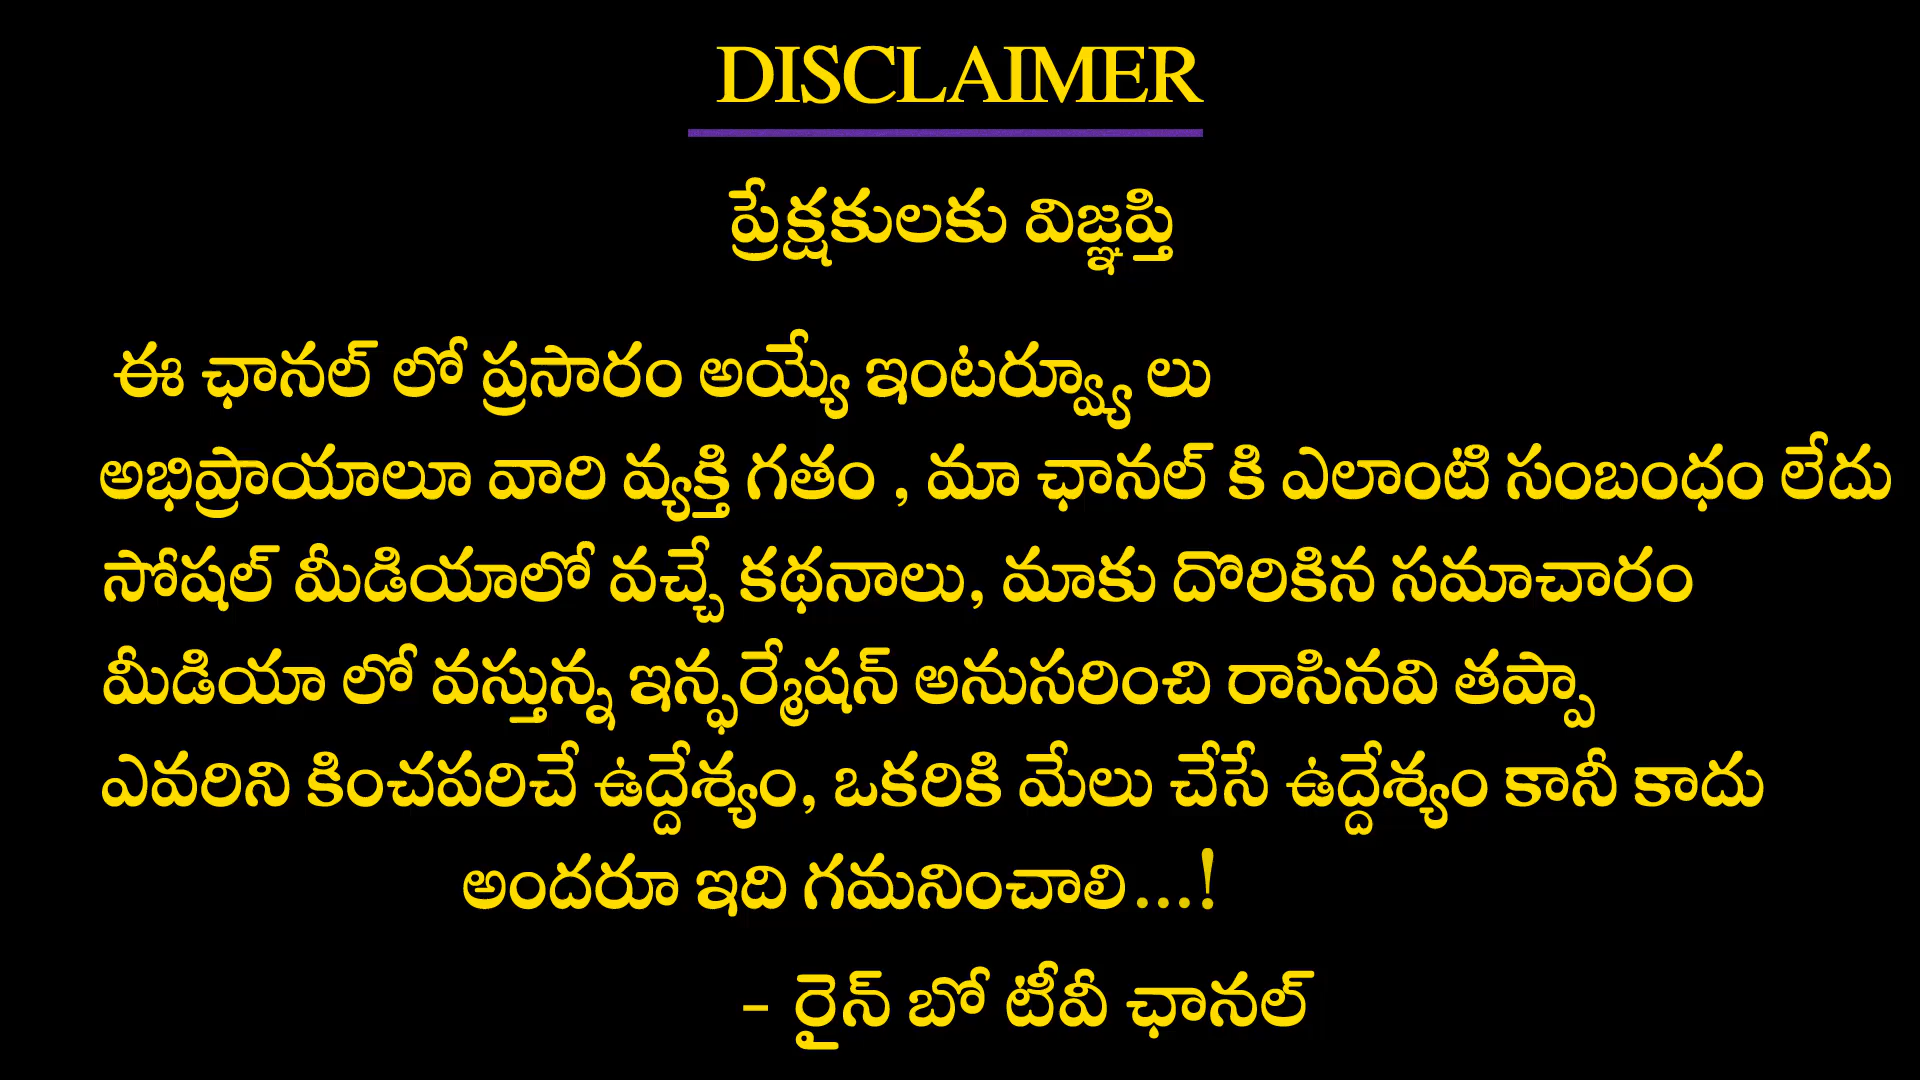 DISCLAIMER
ప్రేక్షకులకు విజ్ఞప్తి
ఈ ఛానల్ లో ప్రసారం అయ్యే ఇంటర్వ్యూ లు
అభిప్రాయాలూ వారి వ్యక్తి గతం , మా ఛానల్ కి ఎలాంటి సంబంధం లేదు
సోషల్ మీడియాలో వచ్చే కథనాలు, మాకు దొరికిన సమాచారం
మీడియా లో వస్తున్న ఇన్ఫర్మేషన్ అనుసరించి రాసినవి తప్పా
ఎవరిని కించపరిచే ఉద్దేశ్యం, ఒకరికి మేలు చేసే ఉద్దేశ్యం కానీ కాదు
అందరూ ఇది గమనించాలి...!
- రైన్ బో టీవీ ఛానల్